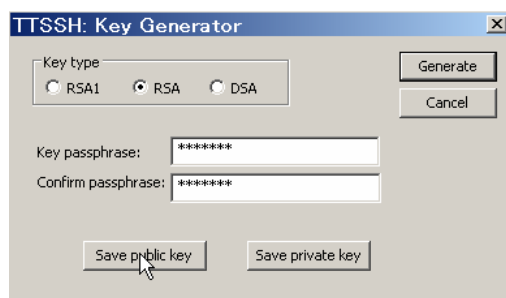 TTSSH: Key Generator
Key type
RSA1 RSA DSA
Generate
Cancel
Key passphrase: *******
Confirm passphrase: *******
Save public key Save private key